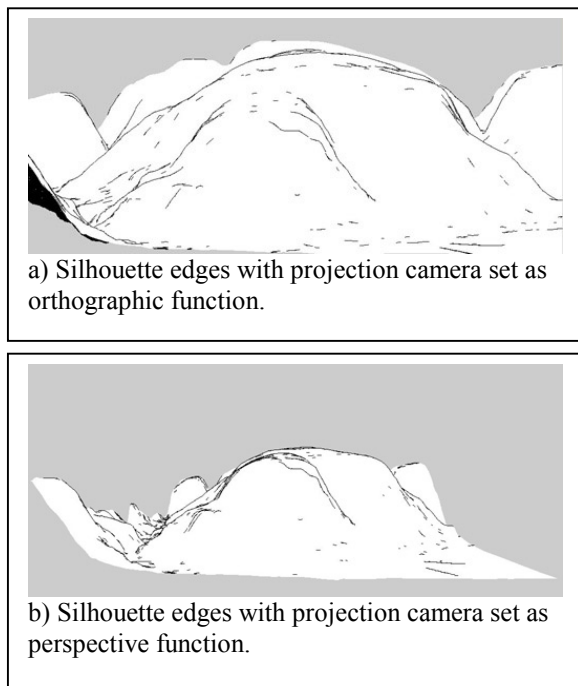 a) Silhouette edges with projection camera set as
orthographic function.
b) Silhouette edges with projection camera set as
perspective function.